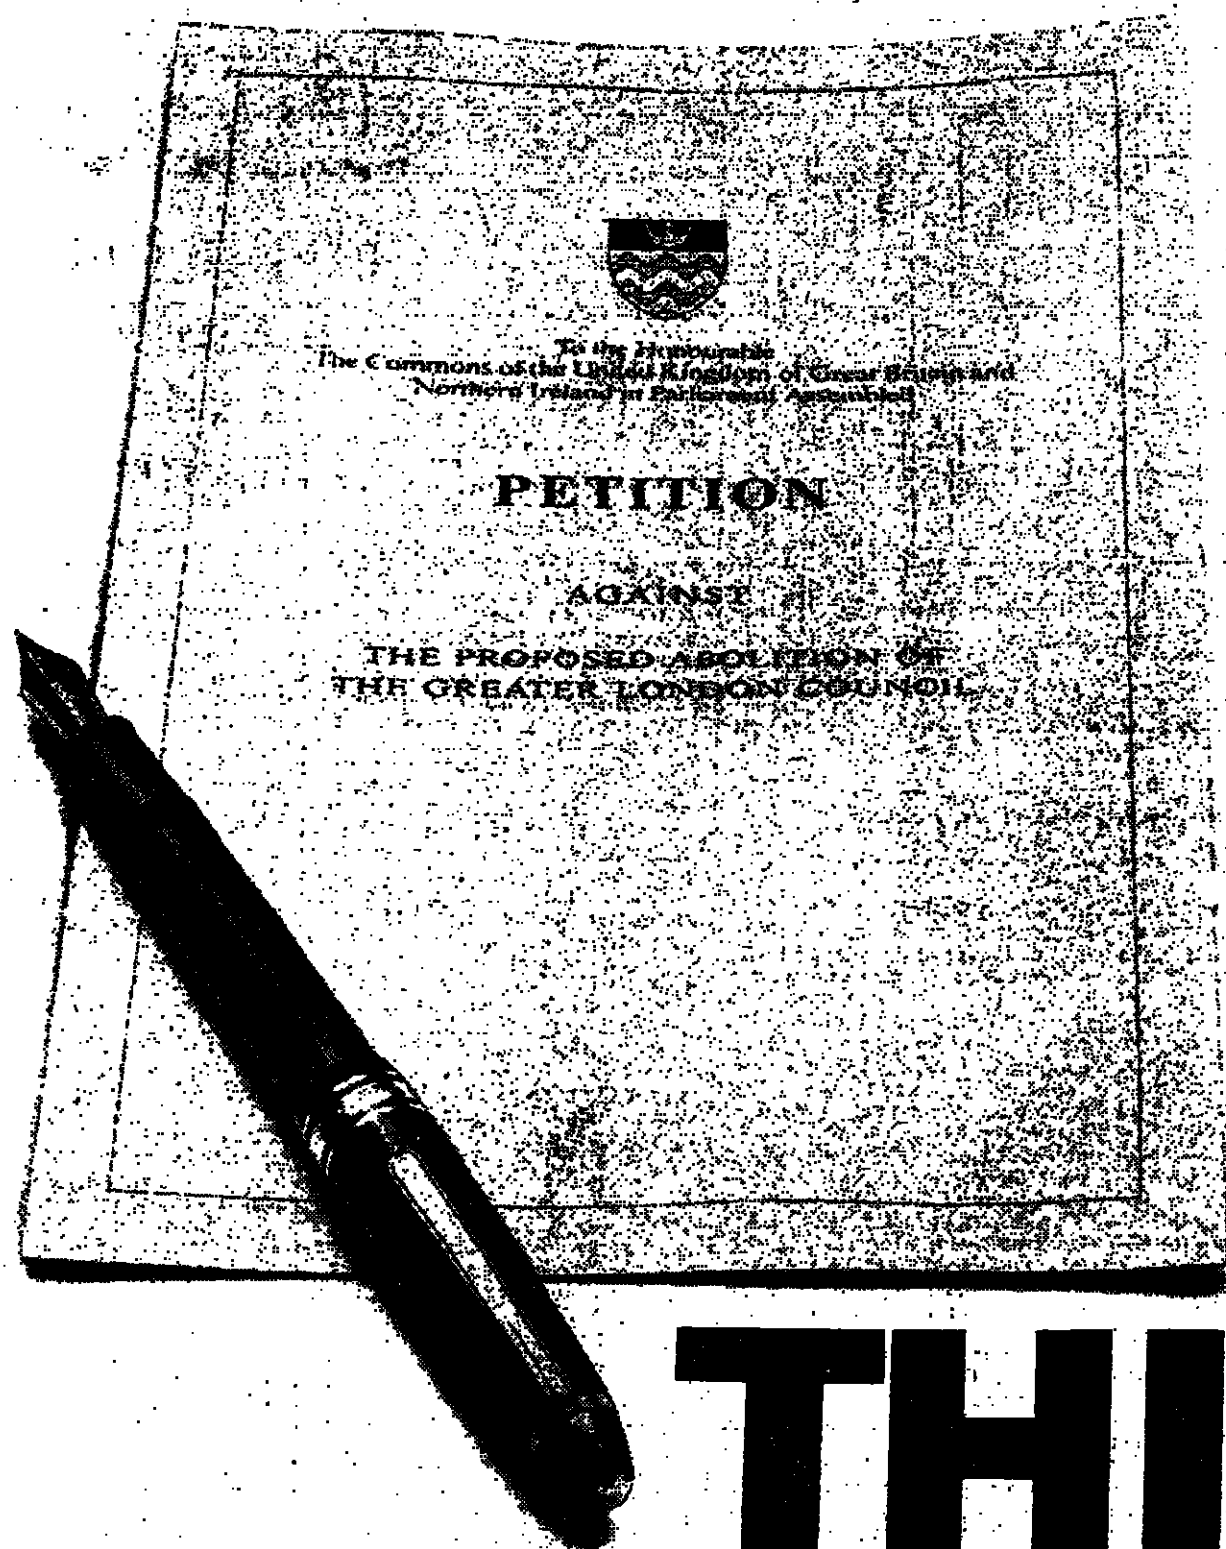 To the Honourable
The Commons of the United Kingdom of Great Britain and
Northern Ireland in Parliament Assembled
PETITION
AGAINST
THE PROPOSED ABOLITION OF
THE GREATER LONDON COUNCIL
THI